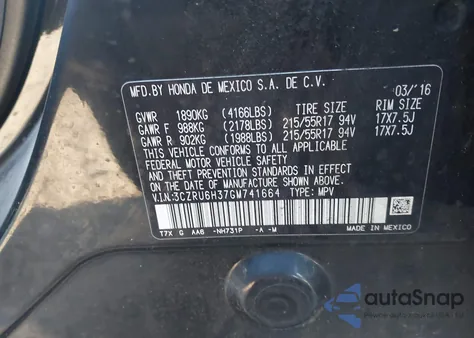 MFD.BY HONDA DE MEXICO S.A. DE C.V.
03/'16
GVWR 1890KG (4166LBS) TIRE SIZE RIM SIZE
GAWR F 988KG (2178LBS) 215/55R17 94V 17X7.5J
GAWR R 902KG (1988LBS) 215/55R17 94V 17X7.5J
THIS VEHICLE CONFORMS TO ALL APPLICABLE
FEDERAL MOTOR VEHICLE SAFETY, BUMPER,
AND THEFT PREVENTION STANDARDS IN EFFECT
ON THE DATE OF MANUFACTURE SHOWN ABOVE.
V.I.N:3CZRU6H37GM741664 TYPE: MPV
T7X G AA6 -NH731P -A -M MADE IN MEXICO
autoSnap